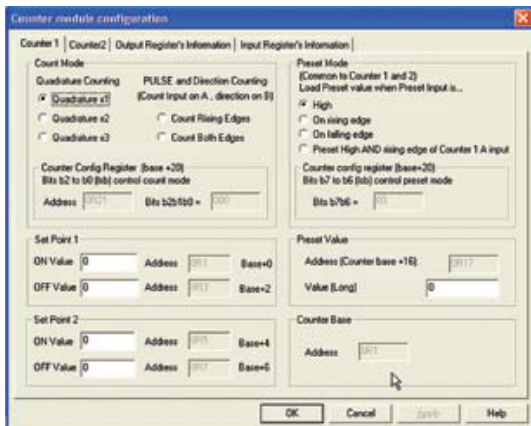 Counter module configuration
Counter 1 Counter2 Output Register's Information Input Register's Information
Count Mode
Quadrature Counting
Quadrature x1
Quadrature x2
Quadrature x3
PULSE and Direction Counting
(Count Input on A , direction on B)
Count Rising Edges
Count Both Edges
Counter Config Register (base +20)
Bits b2 to b0 (lsb) control count mode
Address 0R21 Bits b2b1b0 = 000
Preset Mode
(Common to Counter 1 and 2)
Load Preset value when Preset Input is...
High
On rising edge
On falling edge
Preset High AND rising edge of Counter 1 A input
Counter config register (base+20)
Bits b7 to b6 (lsb) control preset mode
Bits b7b6 =
Set Point 1
ON Value 0 Address 0R1 Base+0
OFF Value 0 Address 0R3 Base+2
Preset Value
Address (Counter base +16): 0R17
Value (Long) 0
Set Point 2
ON Value 0 Address 0R5 Base+4
OFF Value 0 Address 0R7 Base+6
Counter Base
Address 0R1
OK Cancel Apply Help